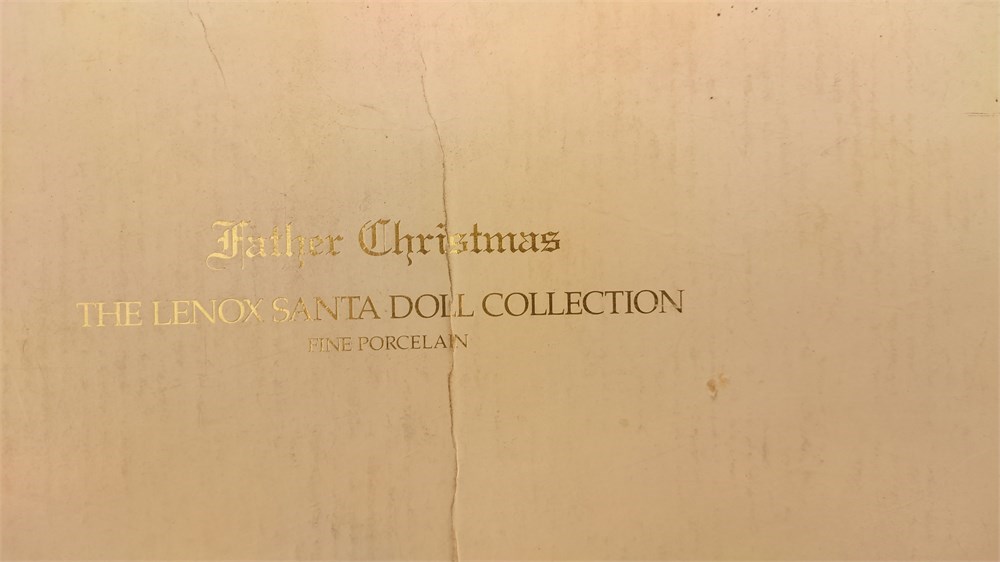 Father Christmas
THE LENOX SANTA DOLL COLLECTION
FINE PORCELAIN